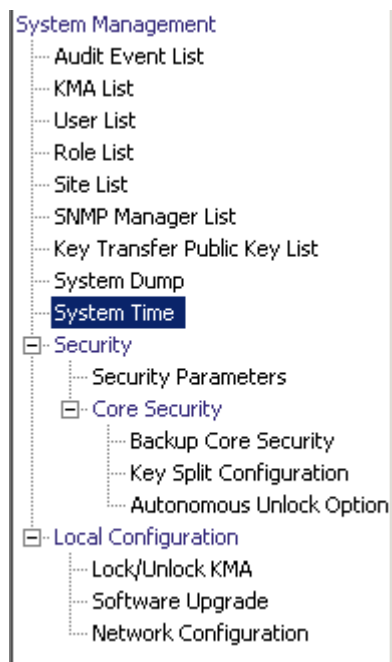 System Management
Audit Event List
KMA List
User List
Role List
Site List
SNMP Manager List
Key Transfer Public Key List
System Dump
System Time
Security
Security Parameters
Core Security
Backup Core Security
Key Split Configuration
Autonomous Unlock Option
Local Configuration
Lock/Unlock KMA
Software Upgrade
Network Configuration